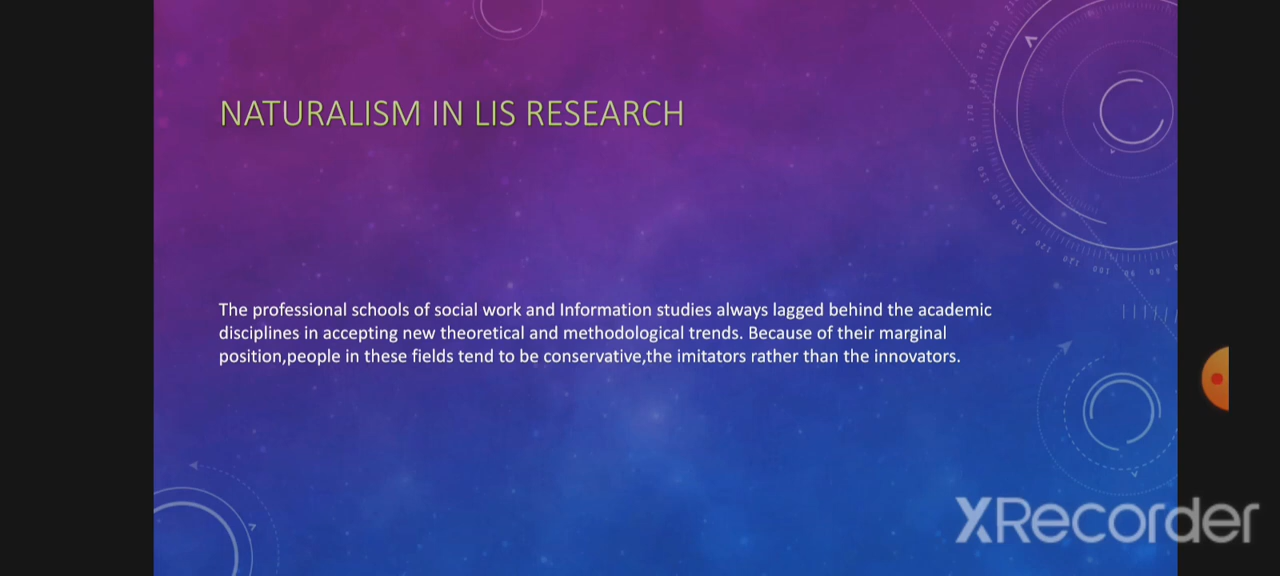 NATURALISM IN LIS RESEARCH
The professional schools of social work and Information studies always lagged behind the academic
disciplines in accepting new theoretical and methodological trends. Because of their marginal
position,people in these fields tend to be conservative,the imitators rather than the innovators.
XRecorder